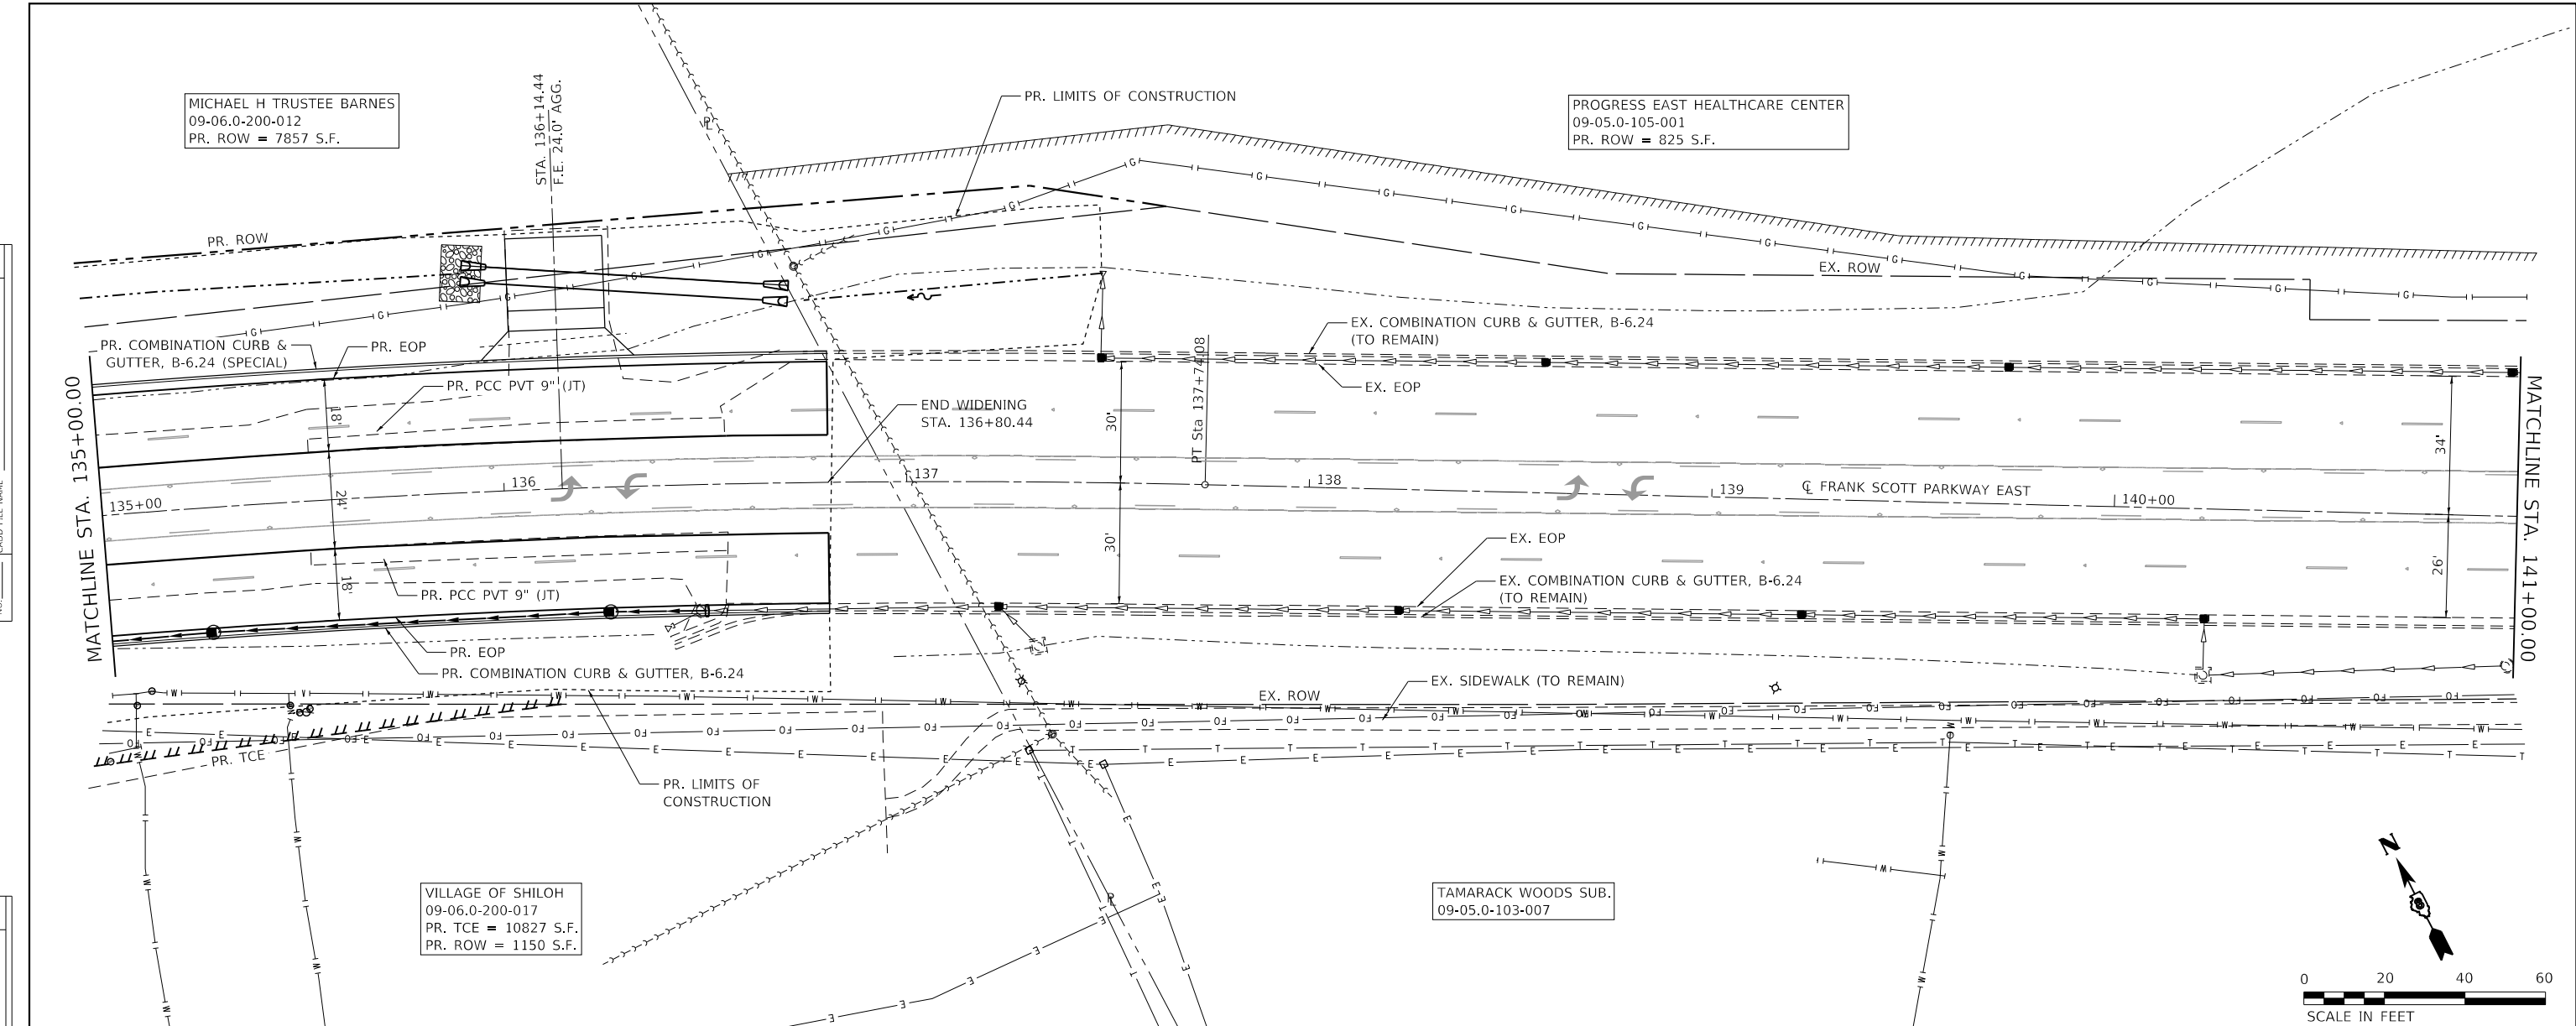 MICHAEL H TRUSTEE BARNES
09-06.0-200-012
PR. ROW = 7857 S.F.
STA. 136+14.44
F.E. 24.0' AGG.
PL
PR. LIMITS OF CONSTRUCTION
PROGRESS EAST HEALTHCARE CENTER
09-05.0-105-001
PR. ROW = 825 S.F.
PR. ROW
EX. ROW
PR. COMBINATION CURB &
GUTTER, B-6.24 (SPECIAL)
PR. EOP
PR. PCC PVT 9" (JT)
EX. COMBINATION CURB & GUTTER, B-6.24
(TO REMAIN)
EX. EOP
END WIDENING
STA. 136+80.44
PT Sta 137+74.08
MATCHLINE STA. 135+00.00
MATCHLINE STA. 141+00.00
18'
24'
18'
30'
30'
34'
26'
135+00
136
137
138
139
℄ FRANK SCOTT PARKWAY EAST
140+00
EX. EOP
EX. COMBINATION CURB & GUTTER, B-6.24
(TO REMAIN)
PR. PCC PVT 9" (JT)
PR. EOP
PR. COMBINATION CURB & GUTTER, B-6.24
EX. ROW
EX. SIDEWALK (TO REMAIN)
PR. TCE
PR. LIMITS OF
CONSTRUCTION
VILLAGE OF SHILOH
09-06.0-200-017
PR. TCE = 10827 S.F.
PR. ROW = 1150 S.F.
PL
TAMARACK WOODS SUB.
09-05.0-103-007
N
0 20 40 60
SCALE IN FEET
CADD FILE NAME
NO.